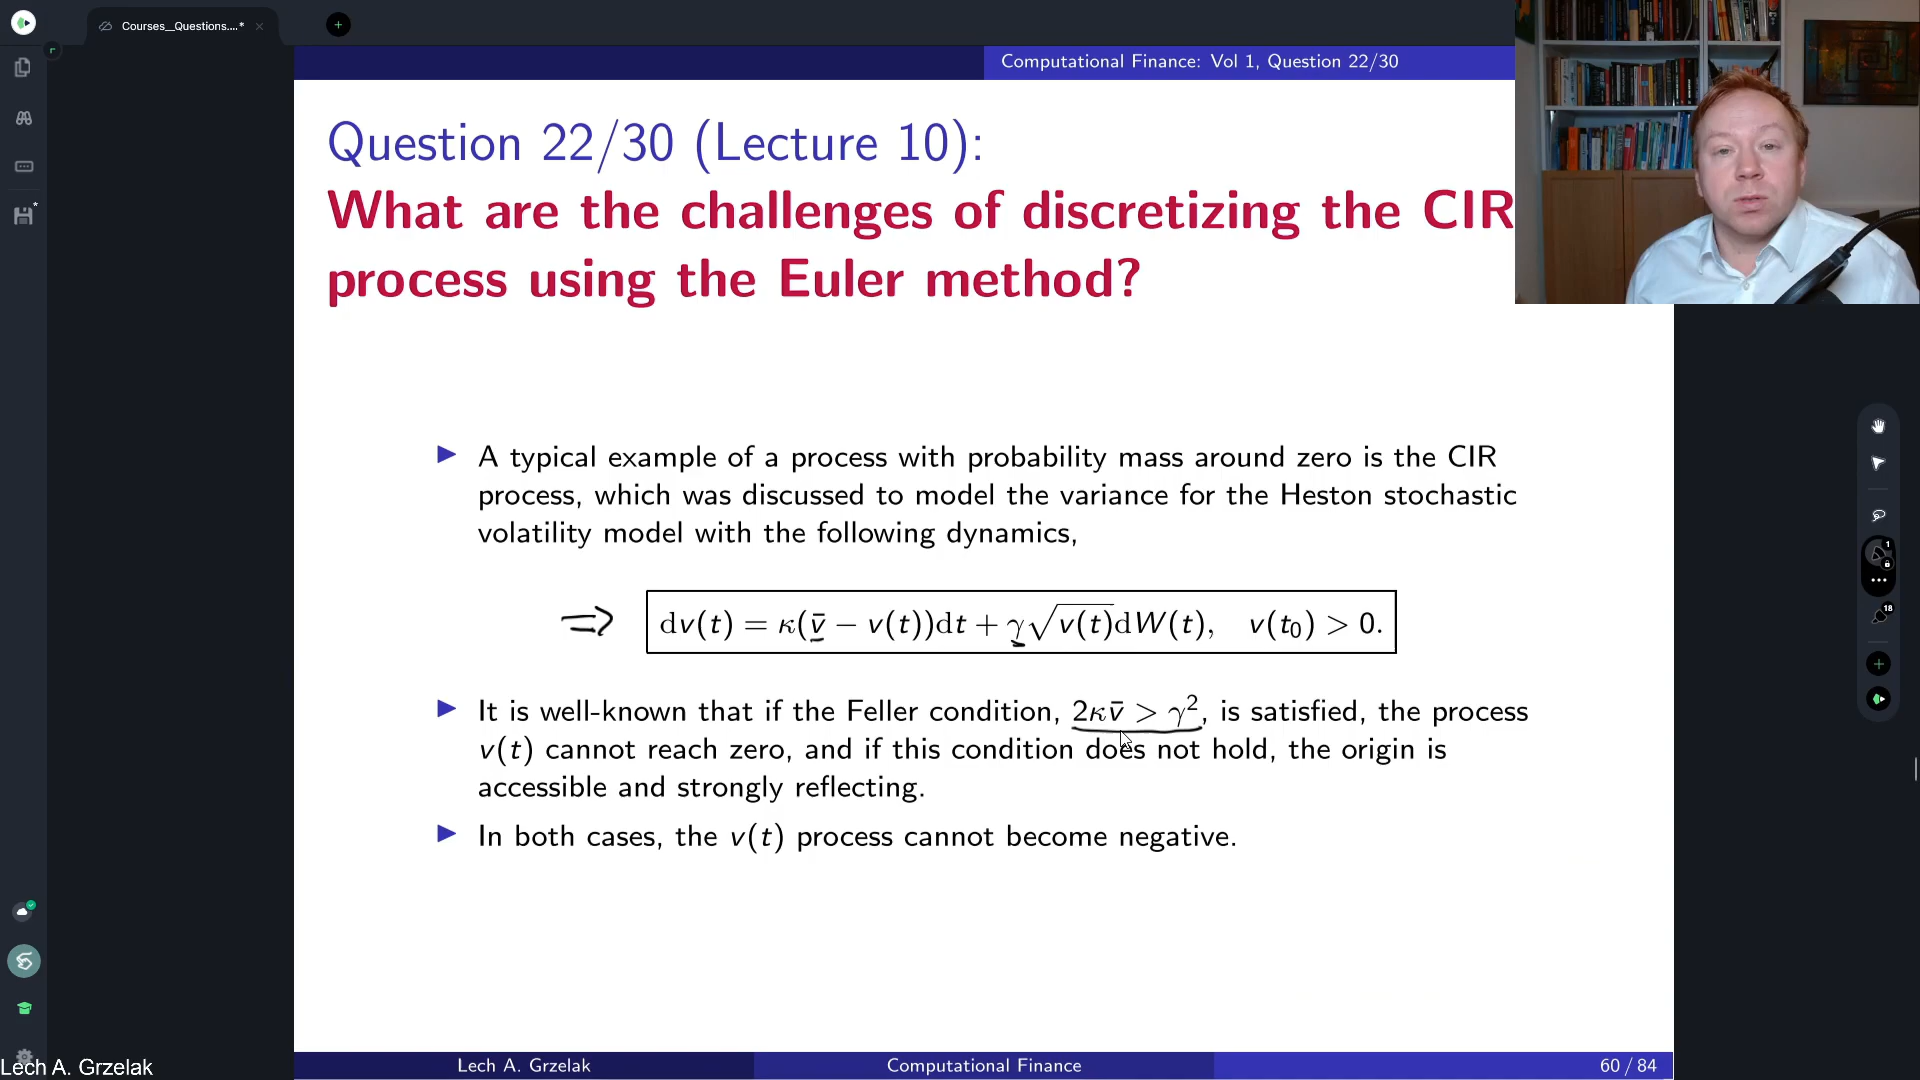 Courses__Questions....*
Computational Finance: Vol 1, Question 22/30
Question 22/30 (Lecture 10):
What are the challenges of discretizing the CIR
process using the Euler method?
▶ A typical example of a process with probability mass around zero is the CIR
process, which was discussed to model the variance for the Heston stochastic
volatility model with the following dynamics,
⇒ dv(t) = κ(v̄ − v(t))dt + γ√v(t)dW(t), v(t₀) > 0.
▶ It is well-known that if the Feller condition, 2κv̄ > γ², is satisfied, the process
v(t) cannot reach zero, and if this condition does not hold, the origin is
accessible and strongly reflecting.
▶ In both cases, the v(t) process cannot become negative.
1
18
Lech A. Grzelak
Lech A. Grzelak Computational Finance 60 / 84